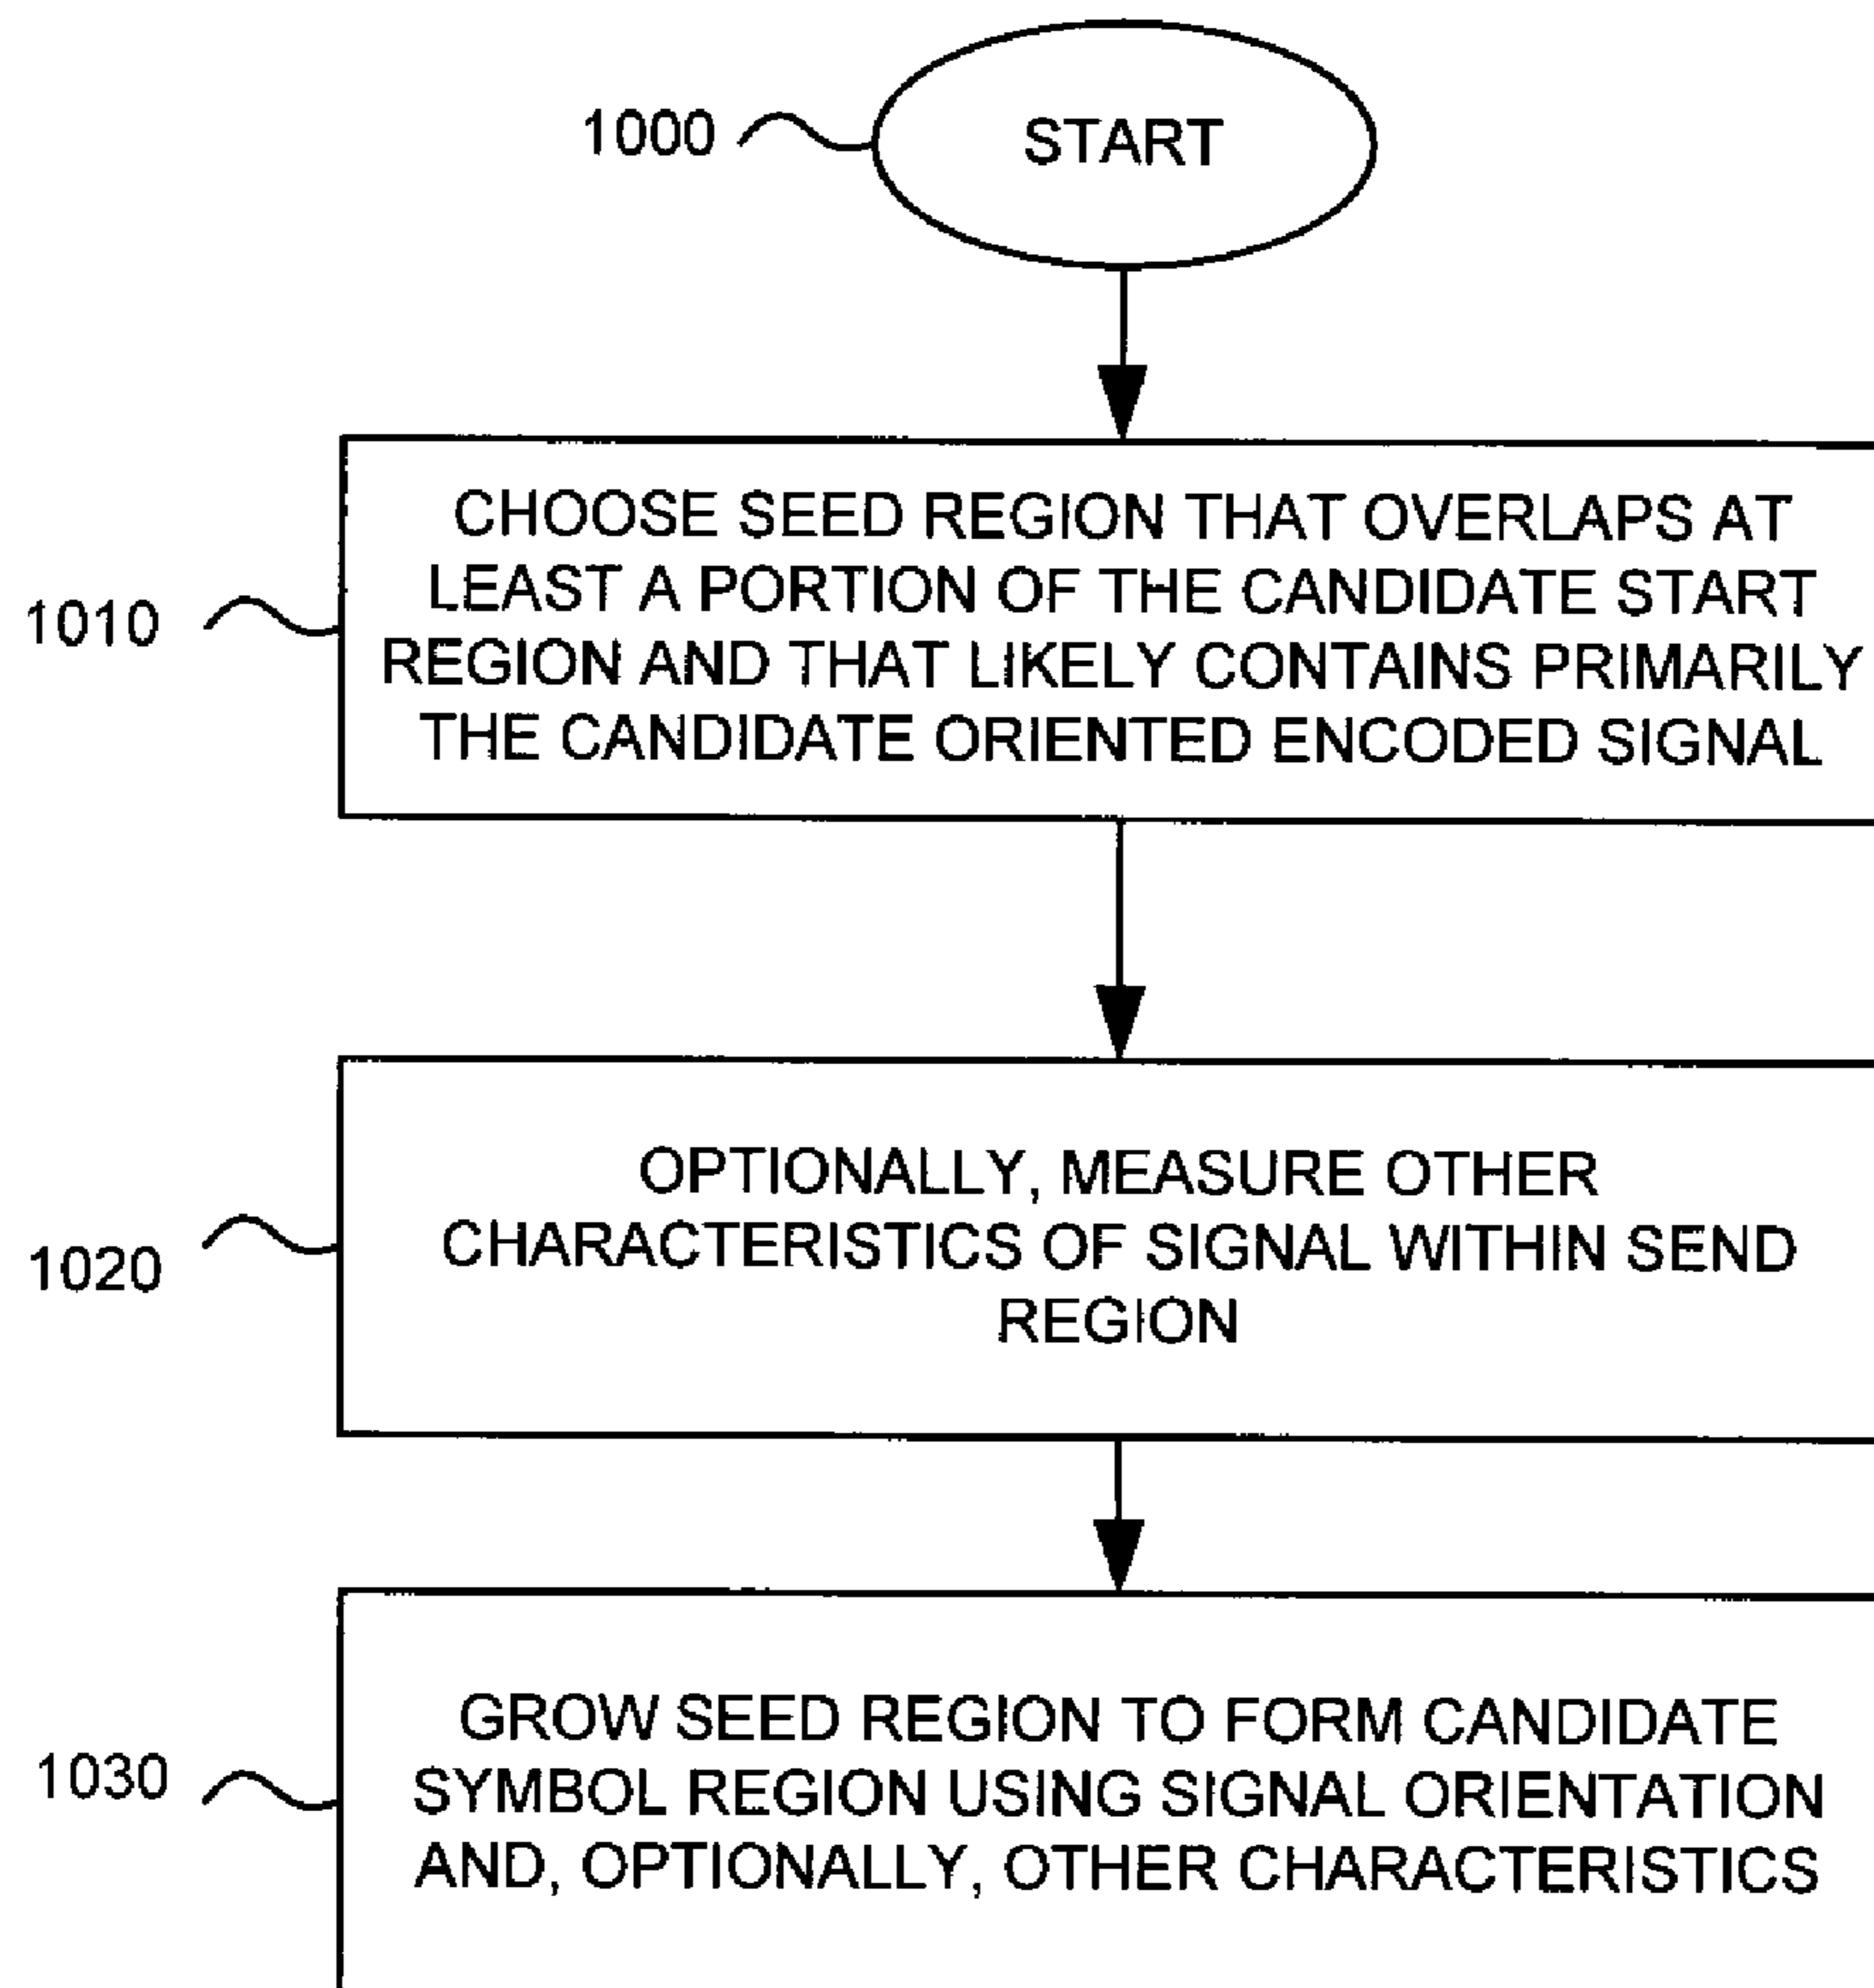 1000 START
CHOOSE SEED REGION THAT OVERLAPS AT
LEAST A PORTION OF THE CANDIDATE START
1010
REGION AND THAT LIKELY CONTAINS PRIMARILY
THE CANDIDATE ORIENTED ENCODED SIGNAL
OPTIONALLY, MEASURE OTHER
CHARACTERISTICS OF SIGNAL WITHIN SEND
1020
REGION
GROW SEED REGION TO FORM CANDIDATE
1030
SYMBOL REGION USING SIGNAL ORIENTATION
AND, OPTIONALLY, OTHER CHARACTERISTICS